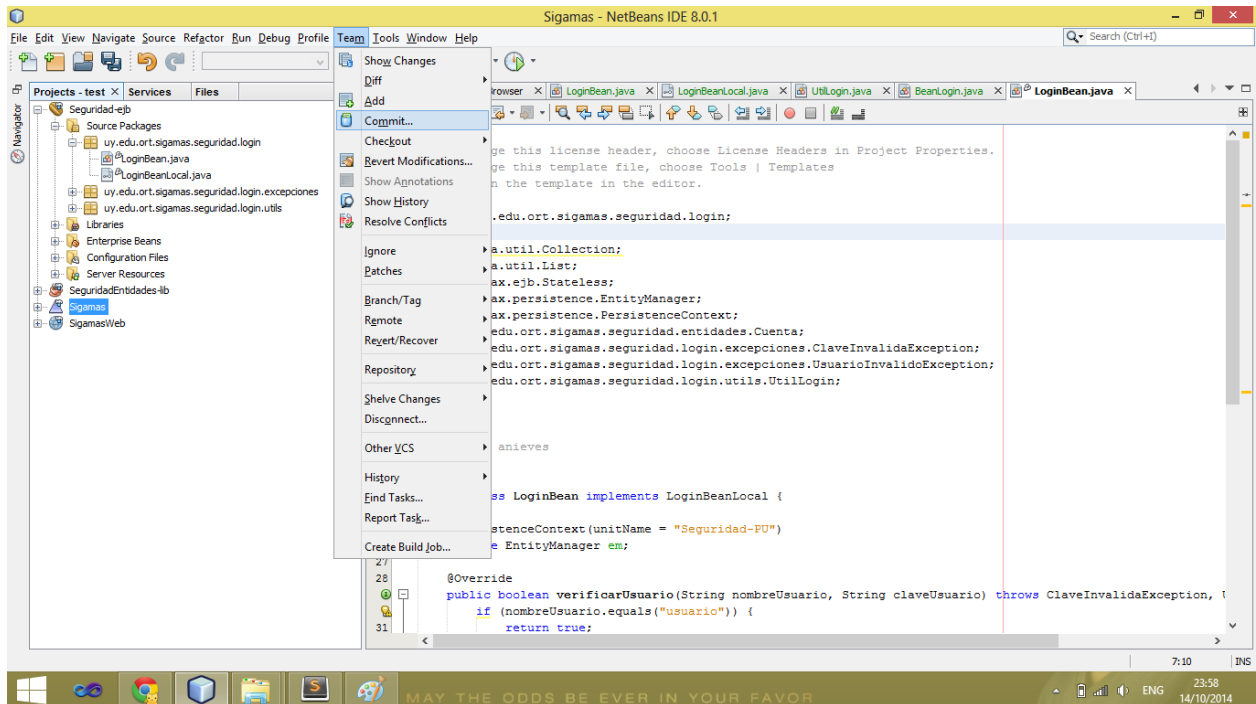 Sigamas - NetBeans IDE 8.0.1
File Edit View Navigate Source Refactor Run Debug Profile Team Tools Window Help
Search (Ctrl+I)
Projects - test Services Files
Navigator
Seguridad-ejb
Source Packages
uy.edu.ort.sigamas.seguridad.login
LoginBean.java
LoginBeanLocal.java
uy.edu.ort.sigamas.seguridad.login.excepciones
uy.edu.ort.sigamas.seguridad.login.utils
Libraries
Enterprise Beans
Configuration Files
Server Resources
SeguridadEntidades-lib
Sigamas
SigamasWeb
Show Changes
Diff
Add
Commit...
Checkout
Revert Modifications...
Show Annotations
Show History
Resolve Conflicts
Ignore
Patches
Branch/Tag
Remote
Revert/Recover
Repository
Shelve Changes
Disconnect...
Other VCS
History
Find Tasks...
Report Task...
Create Build Job...
rowser LoginBean.java LoginBeanLocal.java UtilLogin.java BeanLogin.java LoginBean.java
ge this license header, choose License Headers in Project Properties.
ge this template file, choose Tools | Templates
n the template in the editor.
.edu.ort.sigamas.seguridad.login;
a.util.Collection;
a.util.List;
ax.ejb.Stateless;
ax.persistence.EntityManager;
ax.persistence.PersistenceContext;
edu.ort.sigamas.seguridad.entidades.Cuenta;
edu.ort.sigamas.seguridad.login.excepciones.ClaveInvalidaException;
edu.ort.sigamas.seguridad.login.excepciones.UsuarioInvalidoException;
edu.ort.sigamas.seguridad.login.utils.UtilLogin;
anieves
ss LoginBean implements LoginBeanLocal {
stenceContext(unitName = "Seguridad-PU")
e EntityManager em;
27
28 @Override
public boolean verificarUsuario(String nombreUsuario, String claveUsuario) throws ClaveInvalidaException, U
if (nombreUsuario.equals("usuario")) {
31 return true;
7:10 INS
MAY THE ODDS BE EVER IN YOUR FAVOR
ENG
23:58
14/10/2014